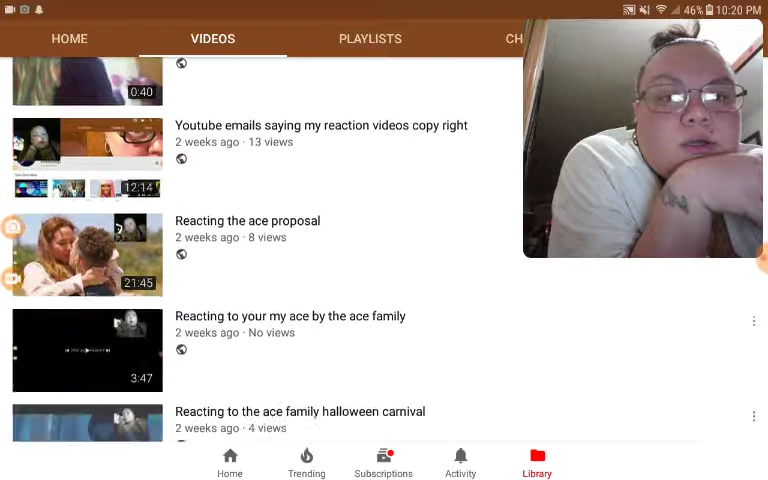 46% 10:20 PM
HOME VIDEOS PLAYLISTS CH
0:40
Youtube emails saying my reaction videos copy right
2 weeks ago · 13 views
12:14
Reacting the ace proposal
2 weeks ago · 8 views
21:45
Reacting to your my ace by the ace family
2 weeks ago · No views
3:47
Reacting to the ace family halloween carnival
2 weeks ago · 4 views
Home Trending Subscriptions Activity Library